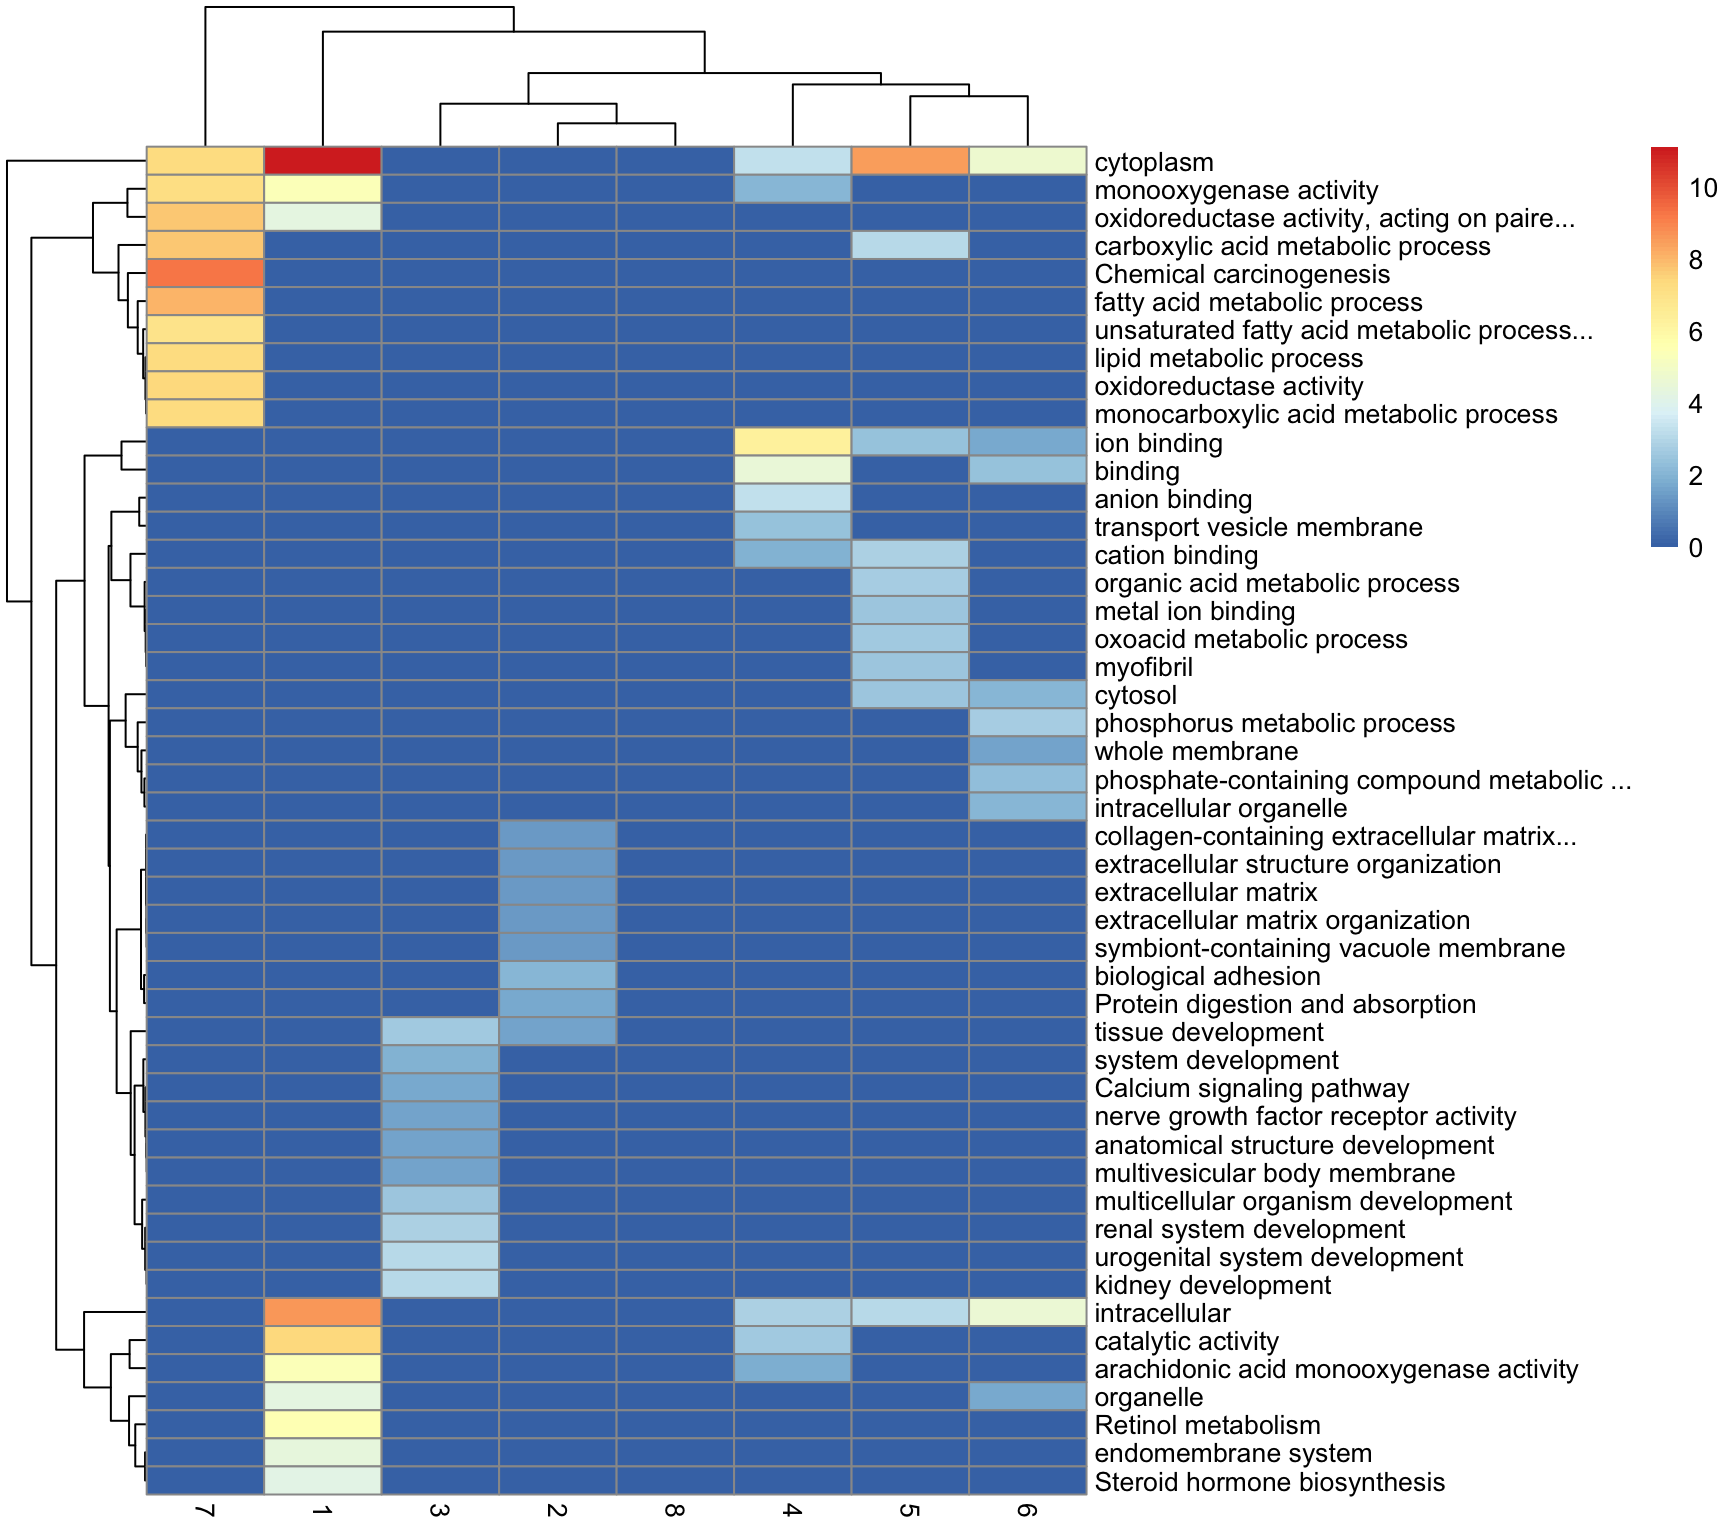 cytoplasm
monooxygenase activity
oxidoreductase activity, acting on paire...
carboxylic acid metabolic process
Chemical carcinogenesis
fatty acid metabolic process
unsaturated fatty acid metabolic process...
lipid metabolic process
oxidoreductase activity
monocarboxylic acid metabolic process
ion binding
binding
anion binding
transport vesicle membrane
cation binding
organic acid metabolic process
metal ion binding
oxoacid metabolic process
myofibril
cytosol
phosphorus metabolic process
whole membrane
phosphate-containing compound metabolic ...
intracellular organelle
collagen-containing extracellular matrix...
extracellular structure organization
extracellular matrix
extracellular matrix organization
symbiont-containing vacuole membrane
biological adhesion
Protein digestion and absorption
tissue development
system development
Calcium signaling pathway
nerve growth factor receptor activity
anatomical structure development
multivesicular body membrane
multicellular organism development
renal system development
urogenital system development
kidney development
intracellular
catalytic activity
arachidonic acid monooxygenase activity
organelle
Retinol metabolism
endomembrane system
Steroid hormone biosynthesis
7 1 3 2 8 4 5 6
10
8
6
4
2
0